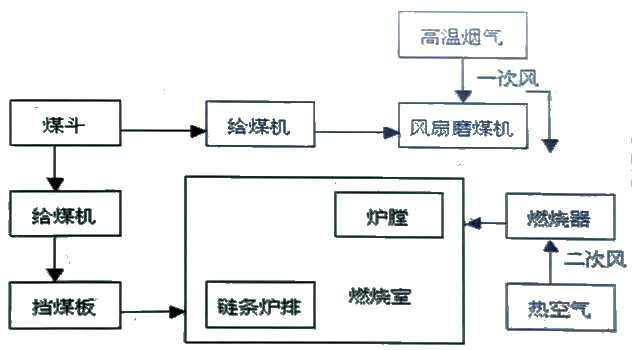 高温烟气
一次风
煤斗
给煤机
风扇磨煤机
给煤机
炉膛
燃烧器
二次风
挡煤板
链条炉排
燃烧室
热空气